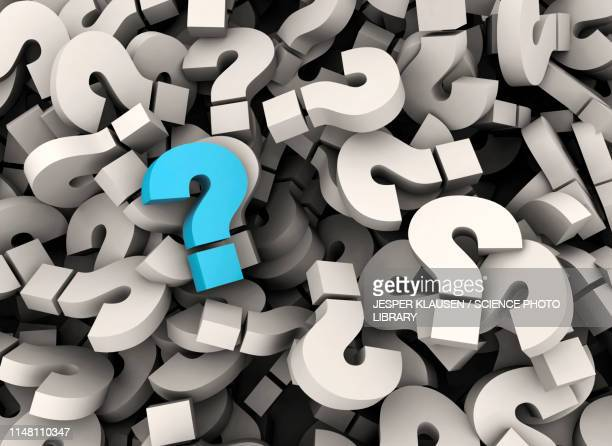 ?
gettyimages
JESPER KLAUSEN / SCIENCE PHOTO
LIBRARY
1148110347